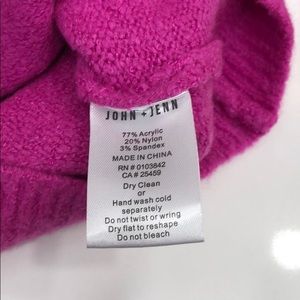 JOHN + JENN
77% Acrylic
20% Nylon
3% Spandex
MADE IN CHINA
RN # 0103842
CA # 25459
Dry Clean
or
Hand wash cold
separately
Do not twist or wring
Dry flat to reshape
Do not bleach